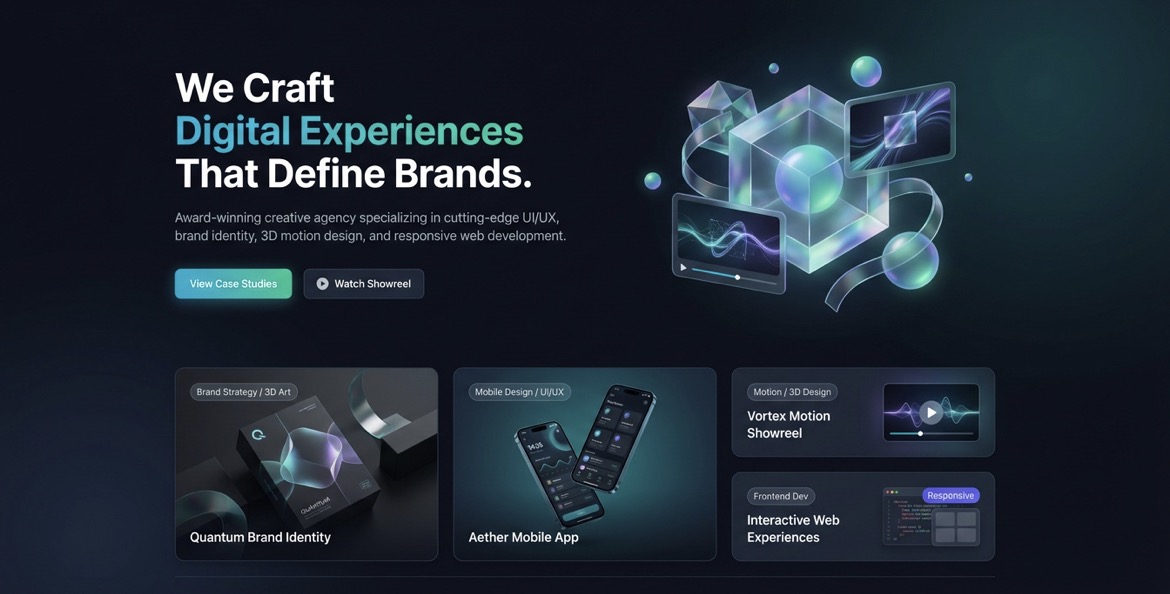 We Craft
Digital Experiences
That Define Brands.
Award-winning creative agency specializing in cutting-edge UI/UX,
brand identity, 3D motion design, and responsive web development.
View Case Studies
Watch Showreel
Brand Strategy / 3D Art
QUANTUM
Quantum Brand Identity
Mobile Design / UI/UX
Aether Mobile App
Motion / 3D Design
Vortex Motion
Showreel
Frontend Dev
Interactive Web
Experiences
Responsive